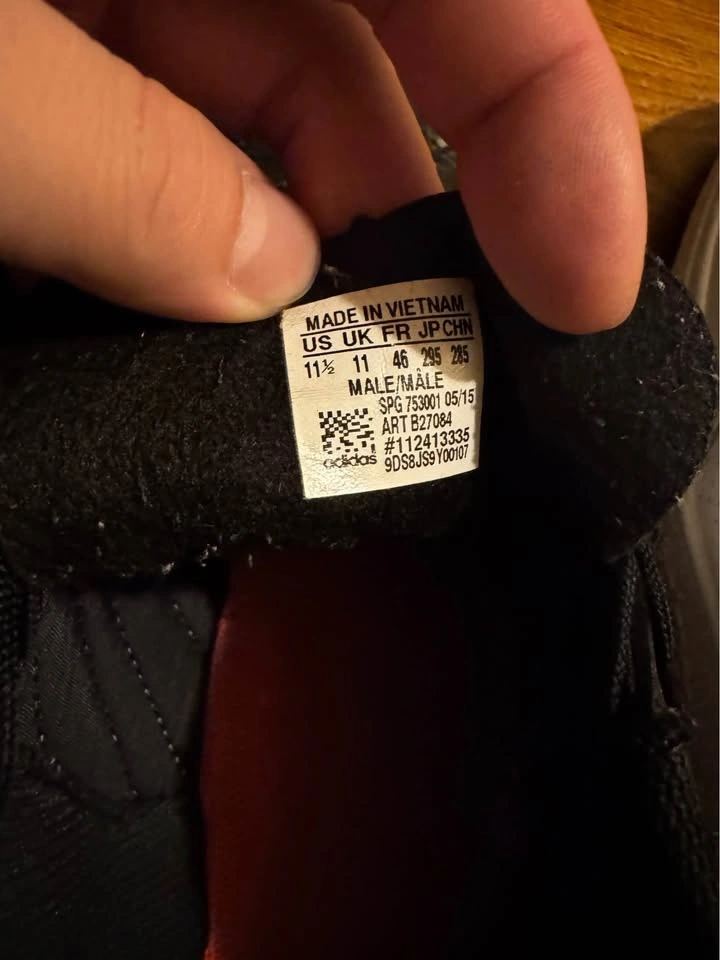 MADE IN VIETNAM
US UK FR JP CHN
11½ 11 46 295 285
MALE/MÂLE
SPG 753001 05/15
ART B27084
#112413335
adidas 9DS8JS9Y00107